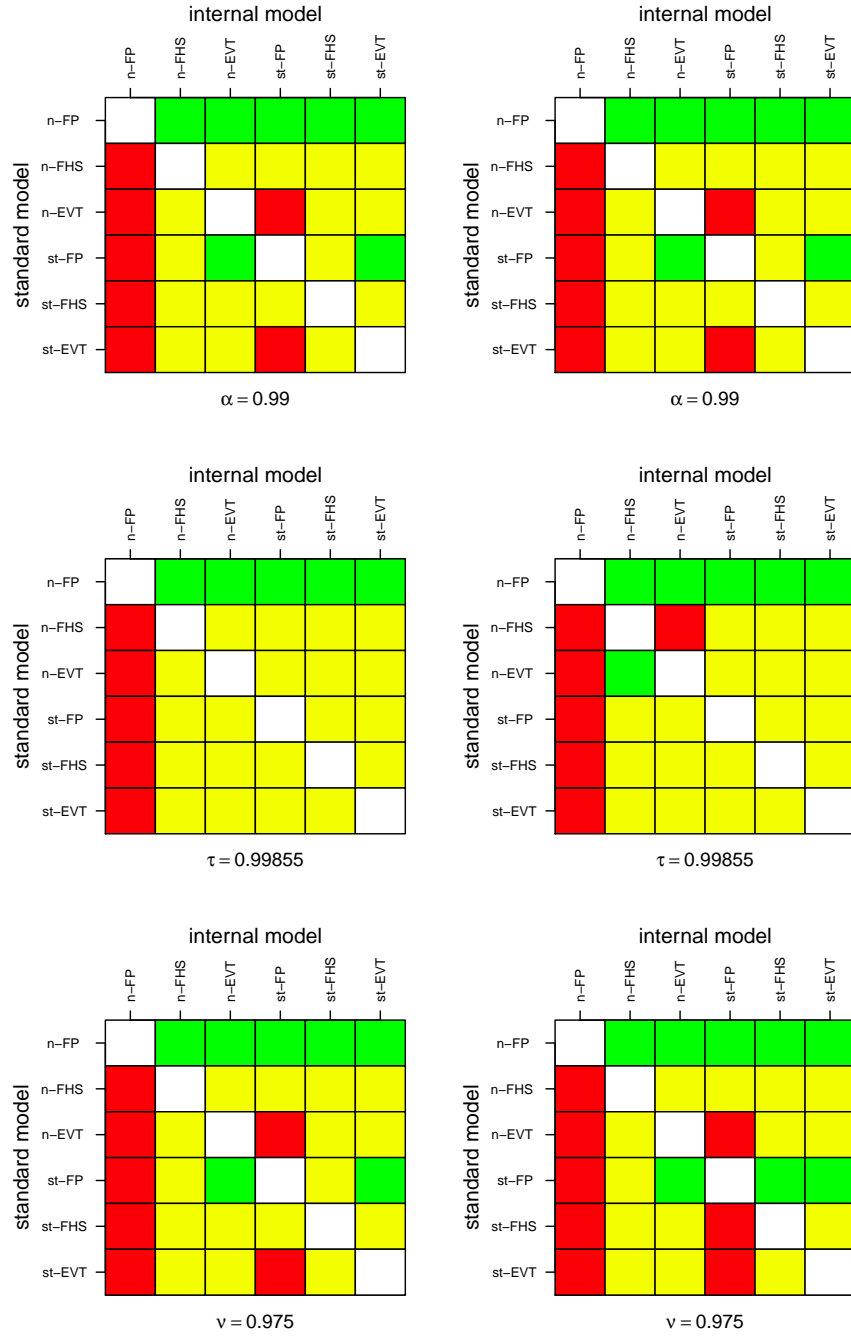 internal model
n−FP n−FHS n−EVT st−FP st−FHS st−EVT
standard model
n−FP
n−FHS
n−EVT
st−FP
st−FHS
st−EVT
α = 0.99
internal model
n−FP n−FHS n−EVT st−FP st−FHS st−EVT
standard model
n−FP
n−FHS
n−EVT
st−FP
st−FHS
st−EVT
α = 0.99
internal model
n−FP n−FHS n−EVT st−FP st−FHS st−EVT
standard model
n−FP
n−FHS
n−EVT
st−FP
st−FHS
st−EVT
τ = 0.99855
internal model
n−FP n−FHS n−EVT st−FP st−FHS st−EVT
standard model
n−FP
n−FHS
n−EVT
st−FP
st−FHS
st−EVT
τ = 0.99855
internal model
n−FP n−FHS n−EVT st−FP st−FHS st−EVT
standard model
n−FP
n−FHS
n−EVT
st−FP
st−FHS
st−EVT
ν = 0.975
internal model
n−FP n−FHS n−EVT st−FP st−FHS st−EVT
standard model
n−FP
n−FHS
n−EVT
st−FP
st−FHS
st−EVT
ν = 0.975